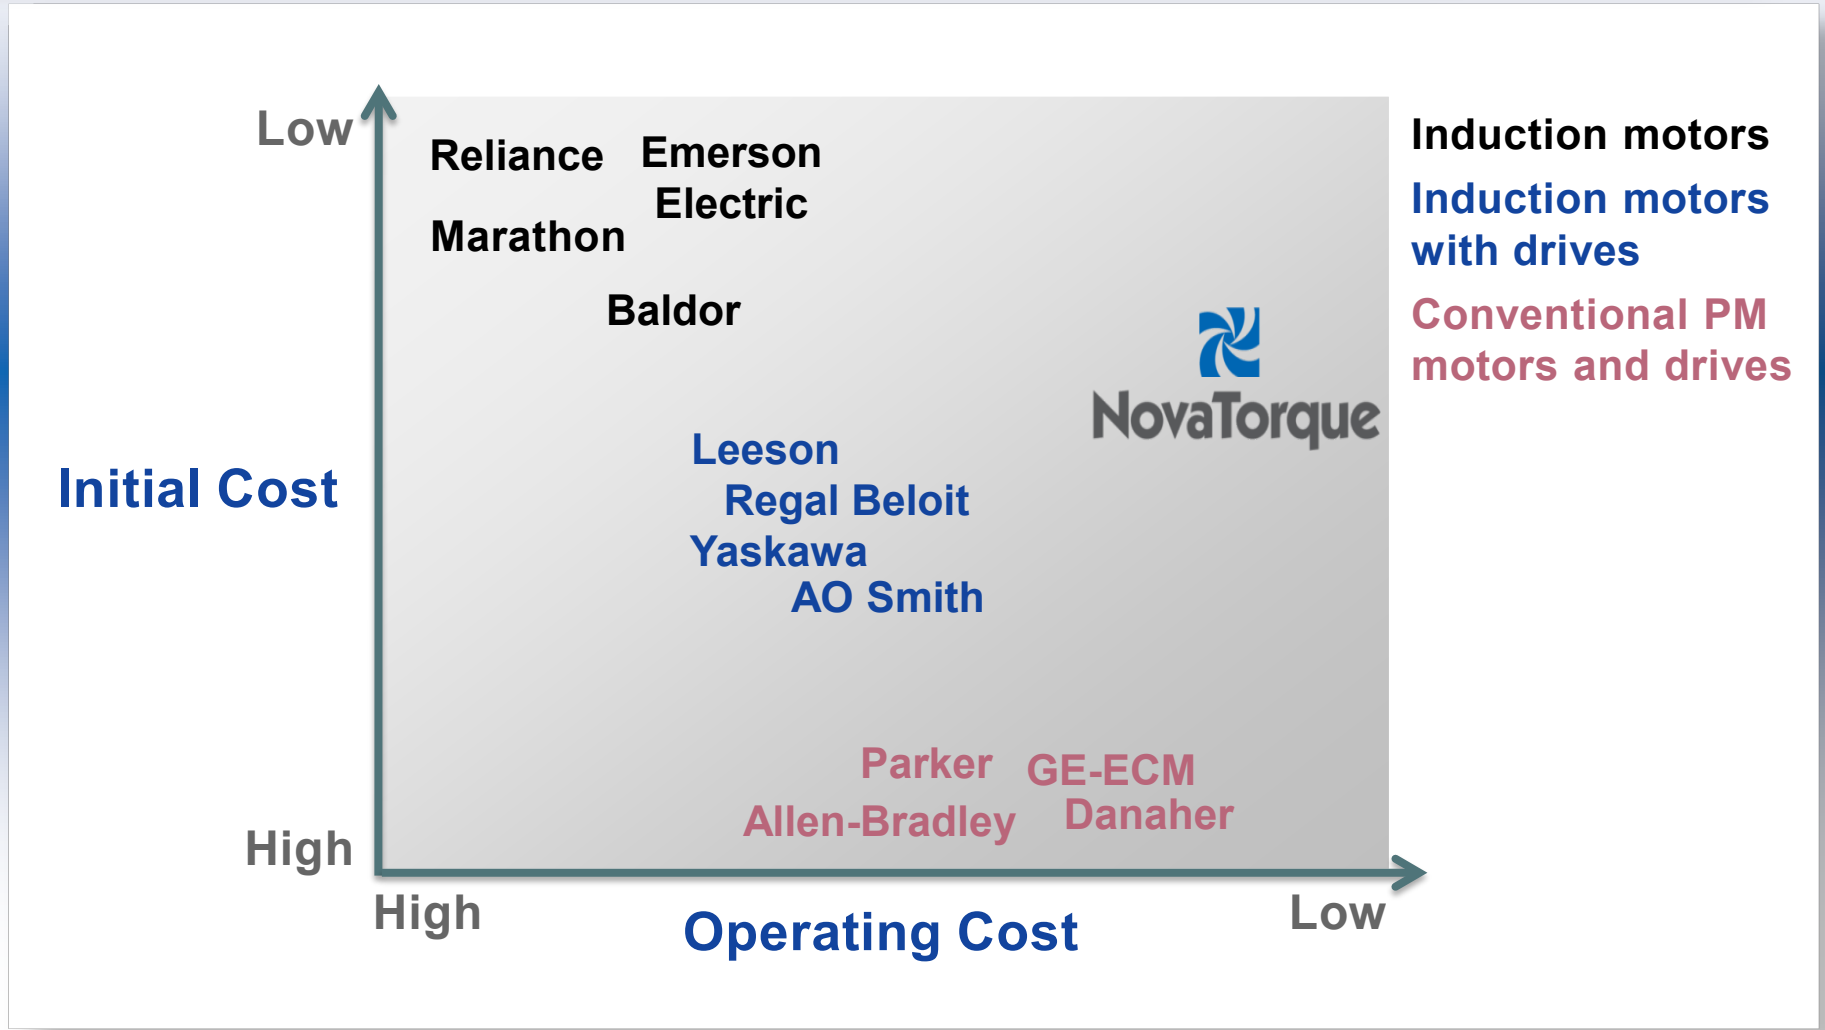 Low
Reliance
Emerson
Electric
Marathon
Baldor
NovaTorque
Induction motors
Induction motors
with drives
Conventional PM
motors and drives
Initial Cost
Leeson
Regal Beloit
Yaskawa
AO Smith
Parker
GE-ECM
Allen-Bradley
Danaher
High
High
Operating Cost
Low